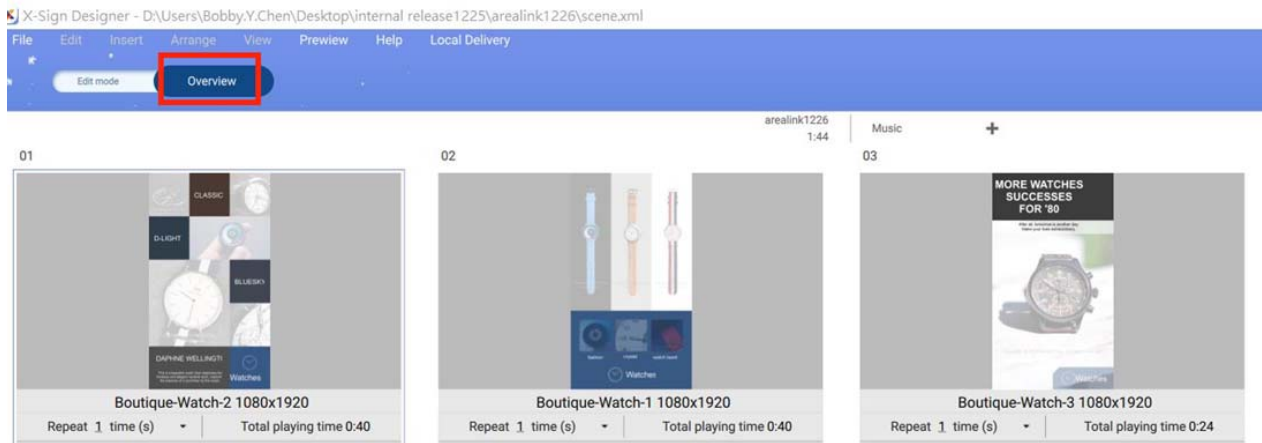 X-Sign Designer - D:\Users\Bobby.Y.Chen\Desktop\internal release1225\arealink1226\scene.xml
File Edit Insert Arrange View Prewiew Help Local Delivery
Edit mode Overview
arealink1226
1:44
Music +
01 02 03
CLASSIC
D-LIGHT
BLUESKY
DAPHNE WELLINGT
Watches
fashion
Watches
MORE WATCHES
SUCCESSES
FOR '80
Watches
Boutique-Watch-2 1080x1920 Boutique-Watch-1 1080x1920 Boutique-Watch-3 1080x1920
Repeat 1 time (s) Total playing time 0:40 Repeat 1 time (s) Total playing time 0:40 Repeat 1 time (s) Total playing time 0:24